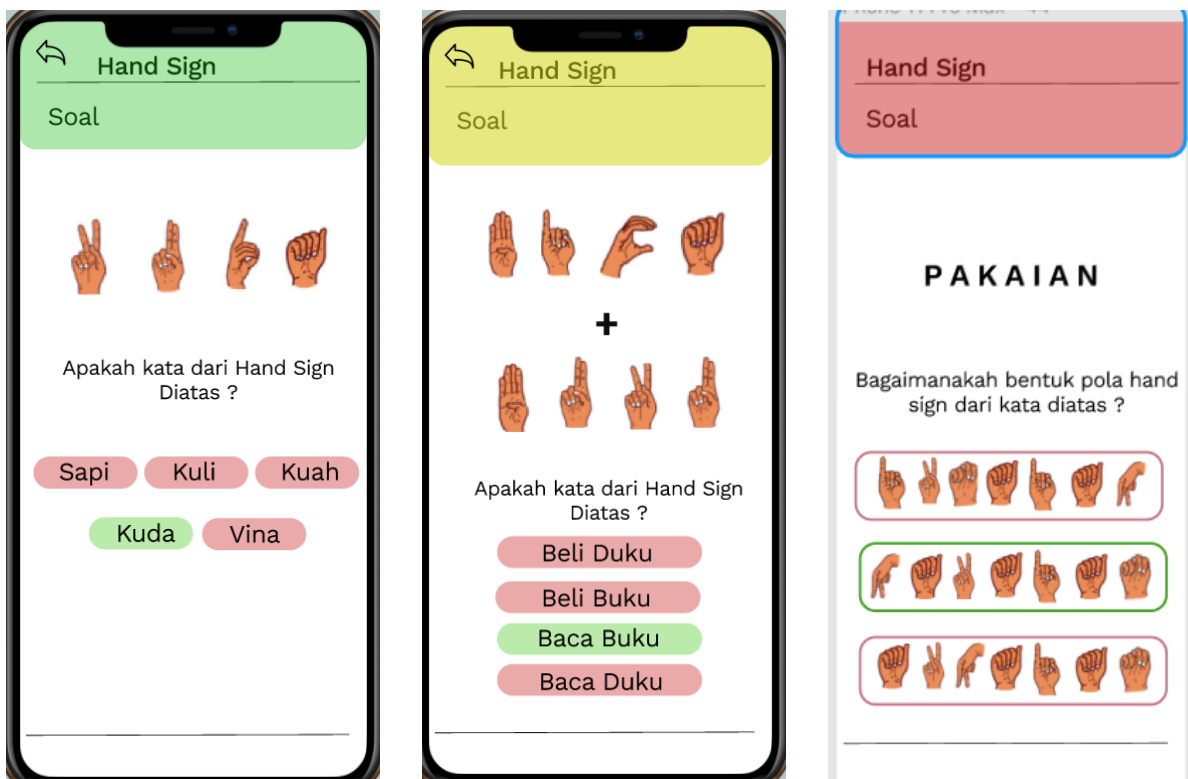 Hand Sign
Soal
Apakah kata dari Hand Sign
Diatas ?
Sapi
Kuli
Kuah
Kuda
Vina
Hand Sign
Soal
+
Apakah kata dari Hand Sign
Diatas ?
Beli Duku
Beli Buku
Baca Buku
Baca Duku
Hand Sign
Soal
PAKAIAN
Bagaimanakah bentuk pola hand
sign dari kata diatas ?